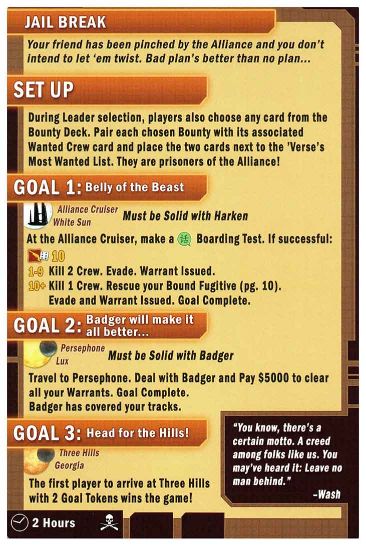 JAIL BREAK
Your friend has been pinched by the Alliance and you don't
intend to let 'em twist. Bad plan's better than no plan...
SET UP
During Leader selection, players also choose any card from the
Bounty Deck. Pair each chosen Bounty with its associated
Wanted Crew card and place the two cards next to the 'Verse's
Most Wanted List. They are prisoners of the Alliance!
GOAL 1: Belly of the Beast
Alliance Cruiser
White Sun
Must be Solid with Harken
At the Alliance Cruiser, make a Boarding Test. If successful:
10
1-9 Kill 2 Crew. Evade. Warrant Issued.
10+ Kill 1 Crew. Rescue your Bound Fugitive (pg. 10).
Evade and Warrant Issued. Goal Complete.
GOAL 2: Badger will make it
all better...
Persephone
Lux
Must be Solid with Badger
Travel to Persephone. Deal with Badger and Pay $5000 to clear
all your Warrants. Goal Complete.
Badger has covered your tracks.
GOAL 3: Head for the Hills!
Three Hills
Georgia
The first player to arrive at Three Hills
with 2 Goal Tokens wins the game!
"You know, there's a
certain motto. A creed
among folks like us. You
may've heard it: Leave no
man behind."
–Wash
2 Hours